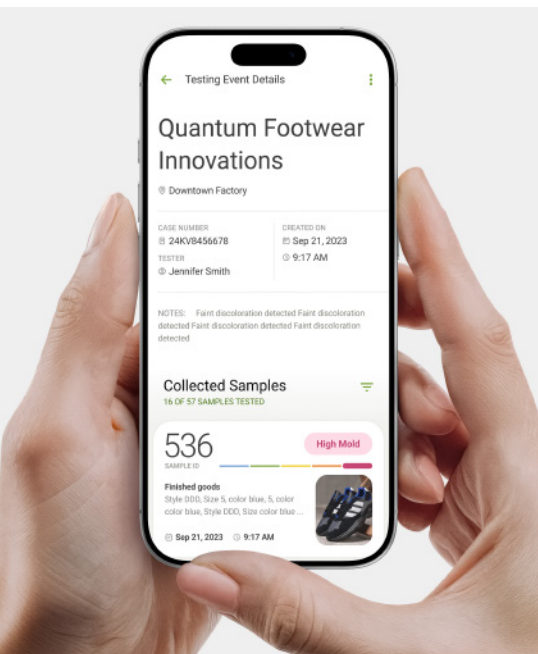 Testing Event Details
Quantum Footwear
Innovations
Downtown Factory
CASE NUMBER
24KV8456678
TESTER
Jennifer Smith
CREATED ON
Sep 21, 2023
9:17 AM
NOTES: Faint discoloration detected Faint discoloration
detected Faint discoloration detected Faint discoloration
detected
Collected Samples
16 OF 57 SAMPLES TESTED
536
High Mold
SAMPLE ID
Finished goods
Style DDD, Size 5, color blue, 5, color
color blue, Style DDD, Size color blue ...
Sep 21, 2023 9:17 AM